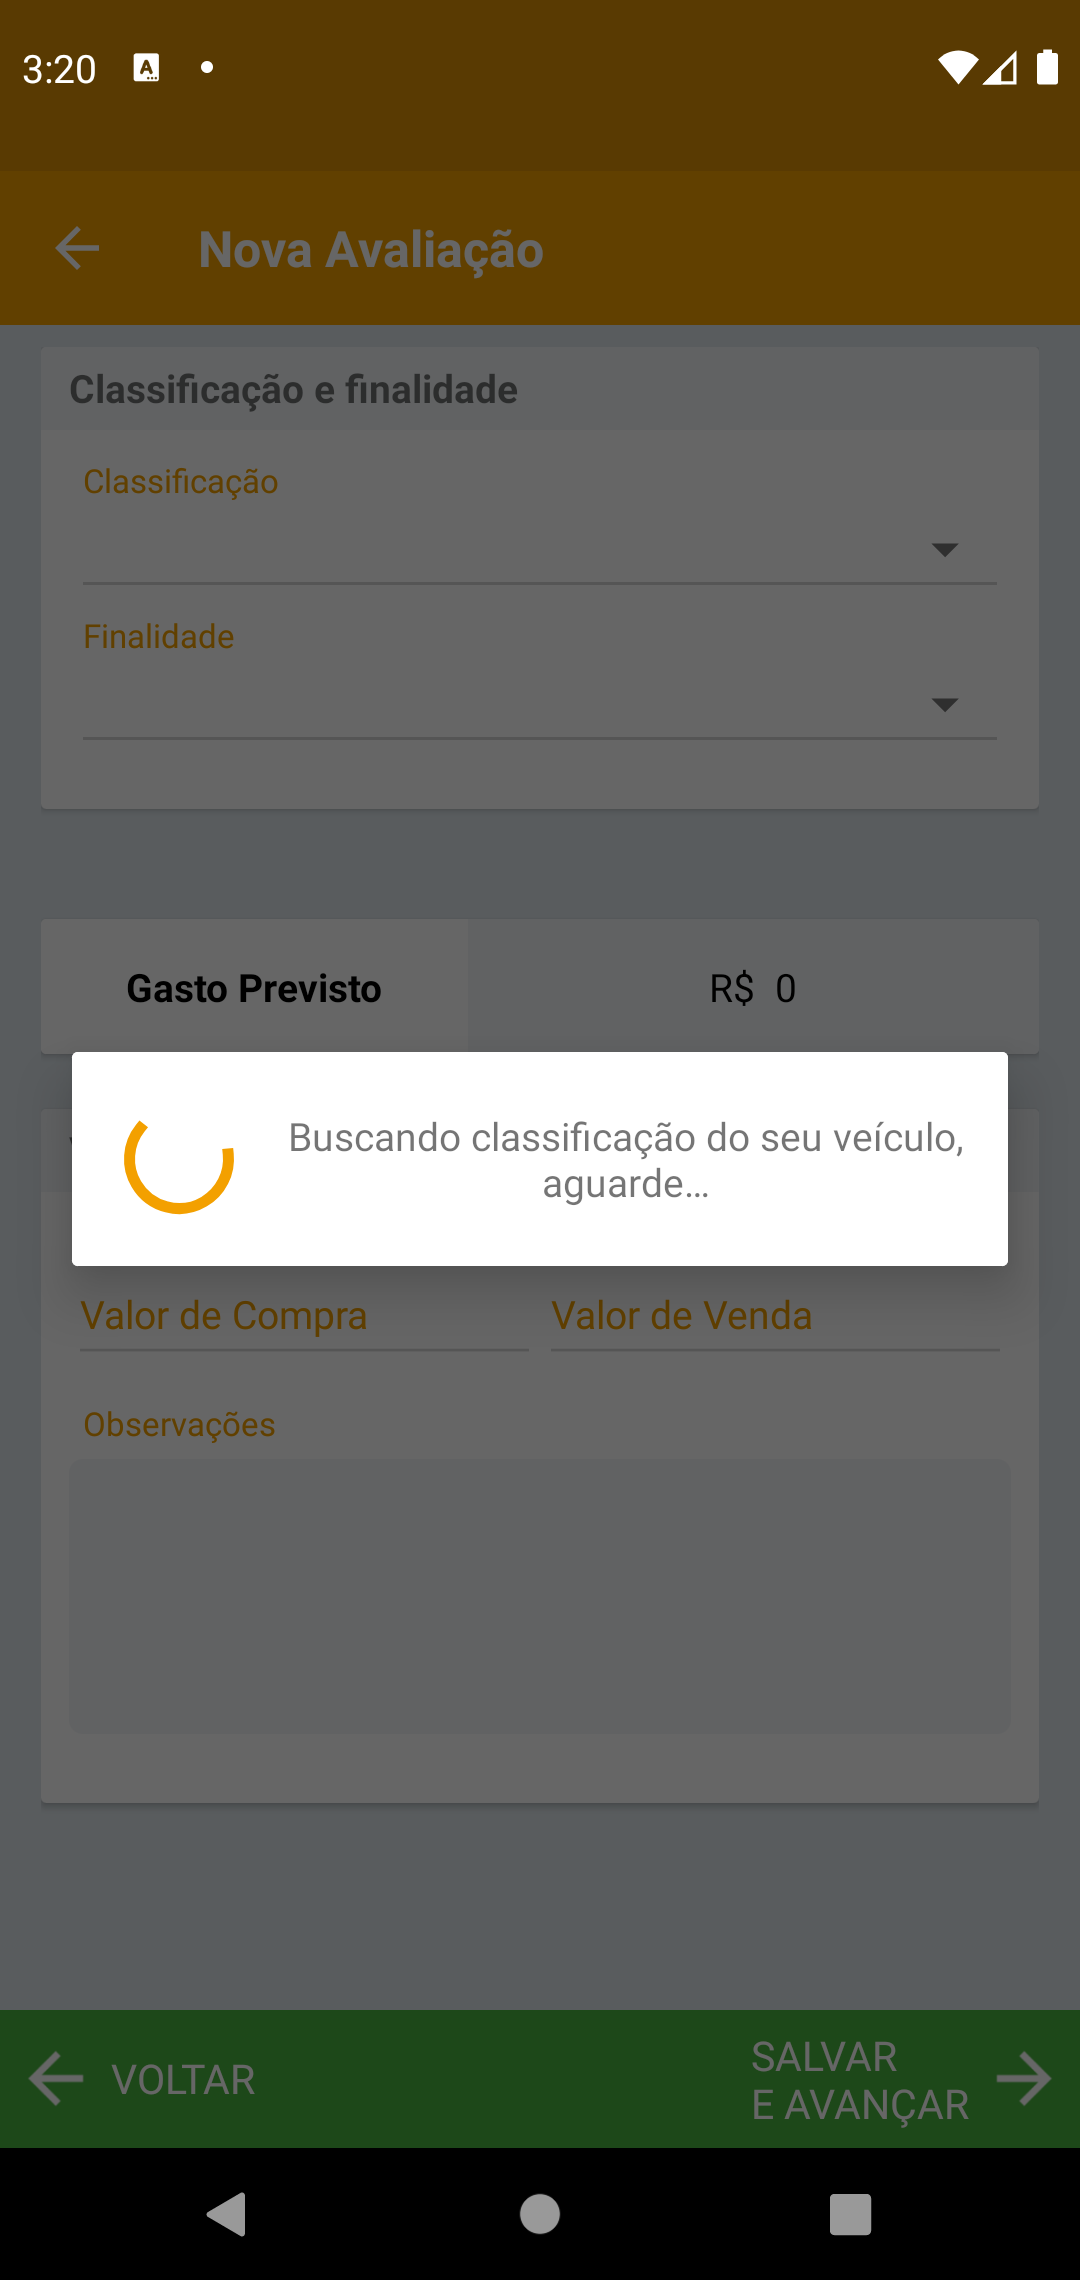 3:20
Nova Avaliação
Classificação e finalidade
Classificação
Finalidade
Gasto Previsto
R$ 0
Buscando classificação do seu veículo,
aguarde...
Valor de Compra
Valor de Venda
Observações
VOLTAR
SALVAR
E AVANÇAR